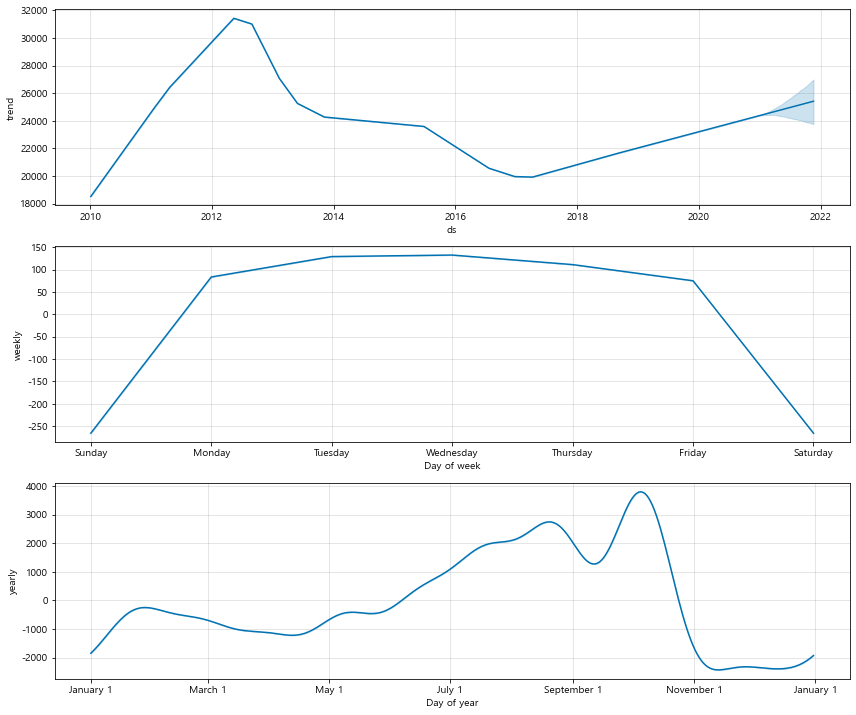 32000
30000
28000
26000
24000
22000
20000
18000
trend
2010 2012 2014 2016 2018 2020 2022
ds
150
100
50
0
-50
-100
-150
-200
-250
weekly
Sunday Monday Tuesday Wednesday Thursday Friday Saturday
Day of week
4000
3000
2000
1000
0
-1000
-2000
yearly
January 1 March 1 May 1 July 1 September 1 November 1 January 1
Day of year